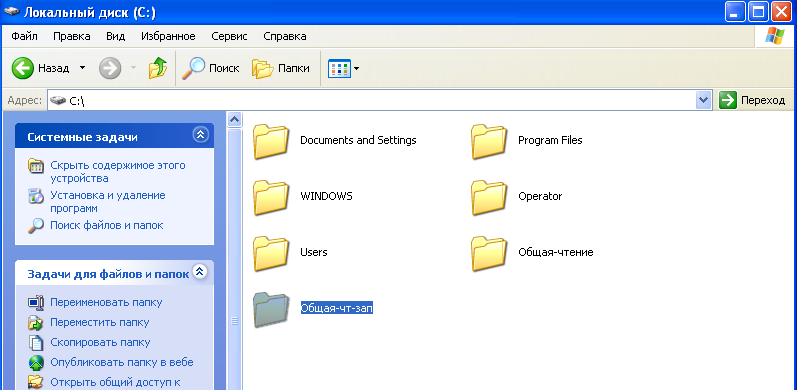 Локальный диск (C:)
Файл Правка Вид Избранное Сервис Справка
Назад Поиск Папки
Адрес: C:\ Переход
Системные задачи
Скрыть содержимое этого
устройства
Установка и удаление
программ
Поиск файлов и папок
Задачи для файлов и папок
Переименовать папку
Переместить папку
Скопировать папку
Опубликовать папку в вебе
Открыть общий доступ к
Documents and Settings
Program Files
WINDOWS
Operator
Users
Общая-чтение
Общая-чт-зап